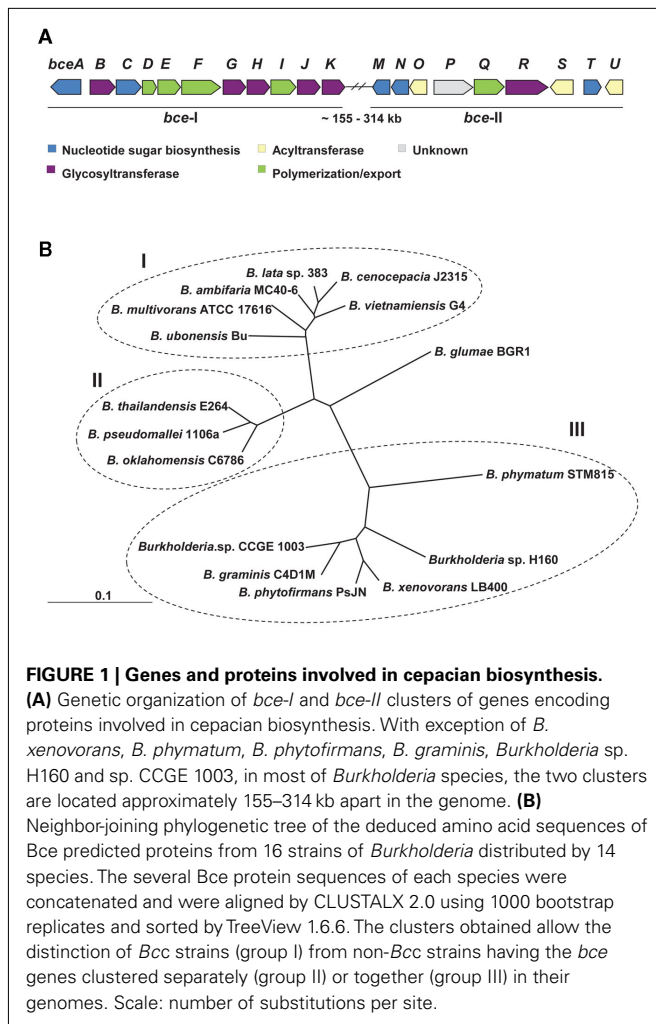 A
bceA B C D E F G H I J K M N O P Q R S T U
bce-I ~ 155 - 314 kb bce-II
Nucleotide sugar biosynthesis Acyltransferase Unknown
Glycosyltransferase Polymerization/export
B
I
B. lata sp. 383
B. cenocepacia J2315
B. ambifaria MC40-6
B. multivorans ATCC 17616
B. vietnamiensis G4
B. ubonensis Bu
B. glumae BGR1
II
B. thailandensis E264
B. pseudomallei 1106a
B. oklahomensis C6786
III
B. phymatum STM815
Burkholderia.sp. CCGE 1003
Burkholderia sp. H160
B. graminis C4D1M
B. xenovorans LB400
B. phytofirmans PsJN
0.1
FIGURE 1 | Genes and proteins involved in cepacian biosynthesis.
(A) Genetic organization of bce-I and bce-II clusters of genes encoding
proteins involved in cepacian biosynthesis. With exception of B.
xenovorans, B. phymatum, B. phytofirmans, B. graminis, Burkholderia sp.
H160 and sp. CCGE 1003, in most of Burkholderia species, the two clusters
are located approximately 155–314 kb apart in the genome. (B)
Neighbor-joining phylogenetic tree of the deduced amino acid sequences of
Bce predicted proteins from 16 strains of Burkholderia distributed by 14
species. The several Bce protein sequences of each species were
concatenated and were aligned by CLUSTALX 2.0 using 1000 bootstrap
replicates and sorted by TreeView 1.6.6. The clusters obtained allow the
distinction of Bcc strains (group I) from non-Bcc strains having the bce
genes clustered separately (group II) or together (group III) in their
genomes. Scale: number of substitutions per site.